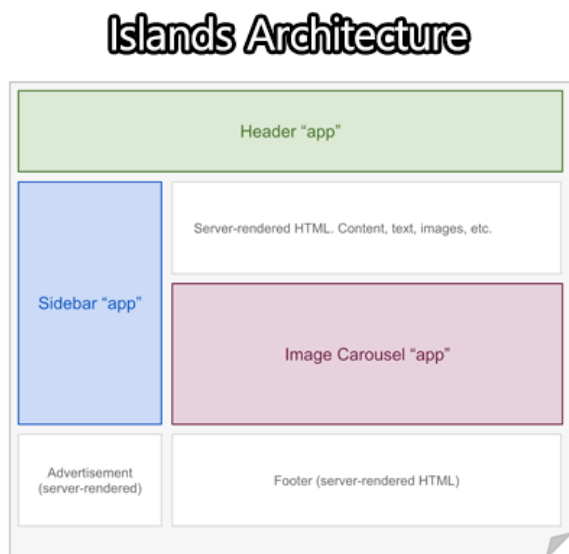 Islands Architecture
Header “app”
Server-rendered HTML. Content, text, images, etc.
Sidebar “app”
Image Carousel “app”
Advertisement
(server-rendered)
Footer (server-rendered HTML)